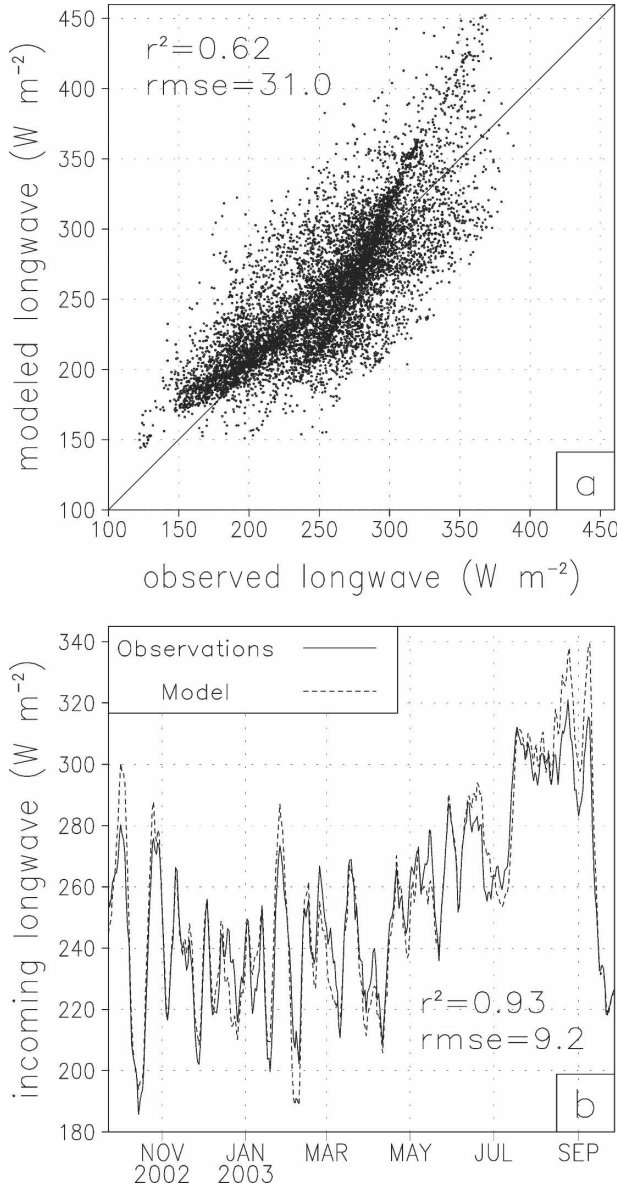 r²=0.62
rmse=31.0
modeled longwave (W m⁻²)
450
400
350
300
250
200
150
100
a
100 150 200 250 300 350 400 450
observed longwave (W m⁻²)
Observations
Model
incoming longwave (W m⁻²)
340
320
300
280
260
240
220
200
180
r²=0.93
rmse=9.2
b
NOV JAN MAR MAY JUL SEP
2002 2003